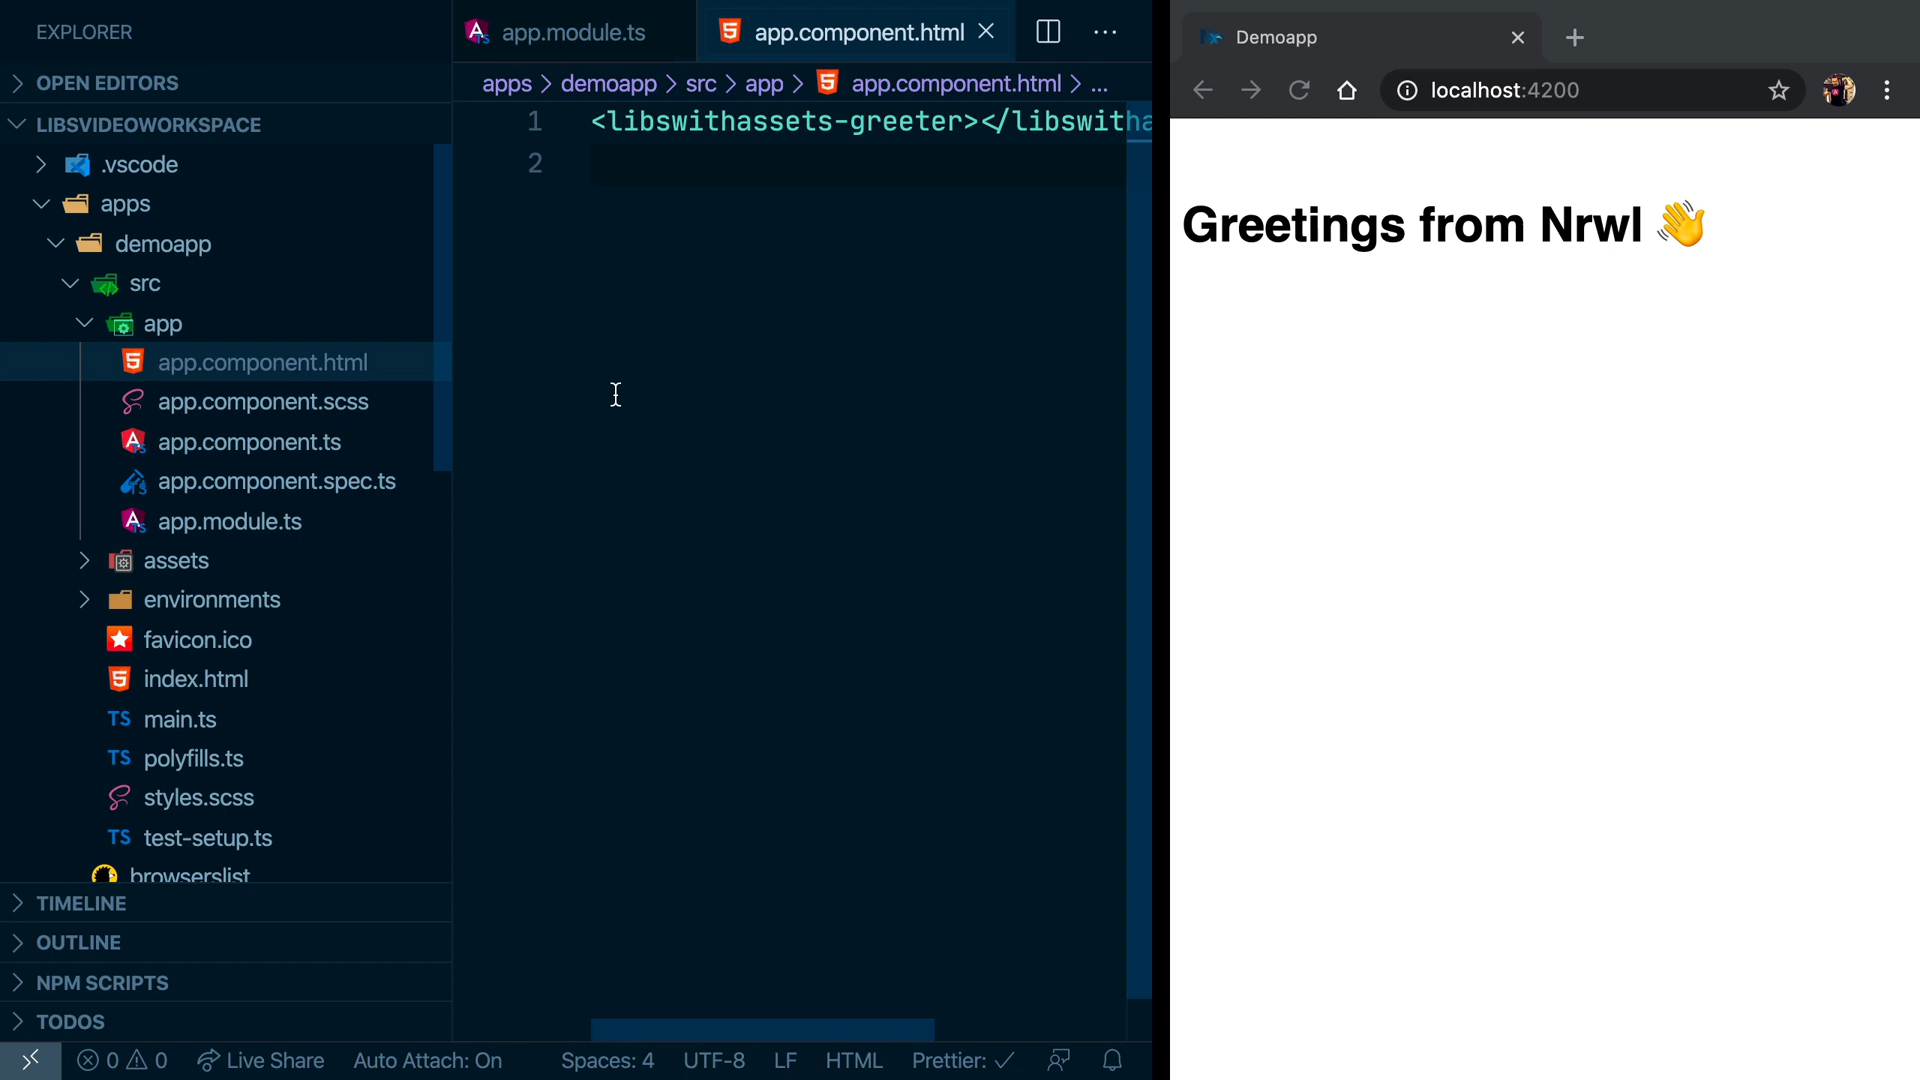 EXPLORER
OPEN EDITORS
LIBSVIDEOWORKSPACE
.vscode
apps
demoapp
src
app
app.component.html
app.component.scss
app.component.ts
app.component.spec.ts
app.module.ts
assets
environments
favicon.ico
index.html
TS main.ts
TS polyfills.ts
styles.scss
TS test-setup.ts
browserslist
TIMELINE
OUTLINE
NPM SCRIPTS
TODOS
app.module.ts
app.component.html
apps > demoapp > src > app > app.component.html > ...
1 <libswithassets-greeter></libswitha
2
0 0 Live Share Auto Attach: On Spaces: 4 UTF-8 LF HTML Prettier: ✓
Demoapp
localhost:4200
Greetings from Nrwl 👋